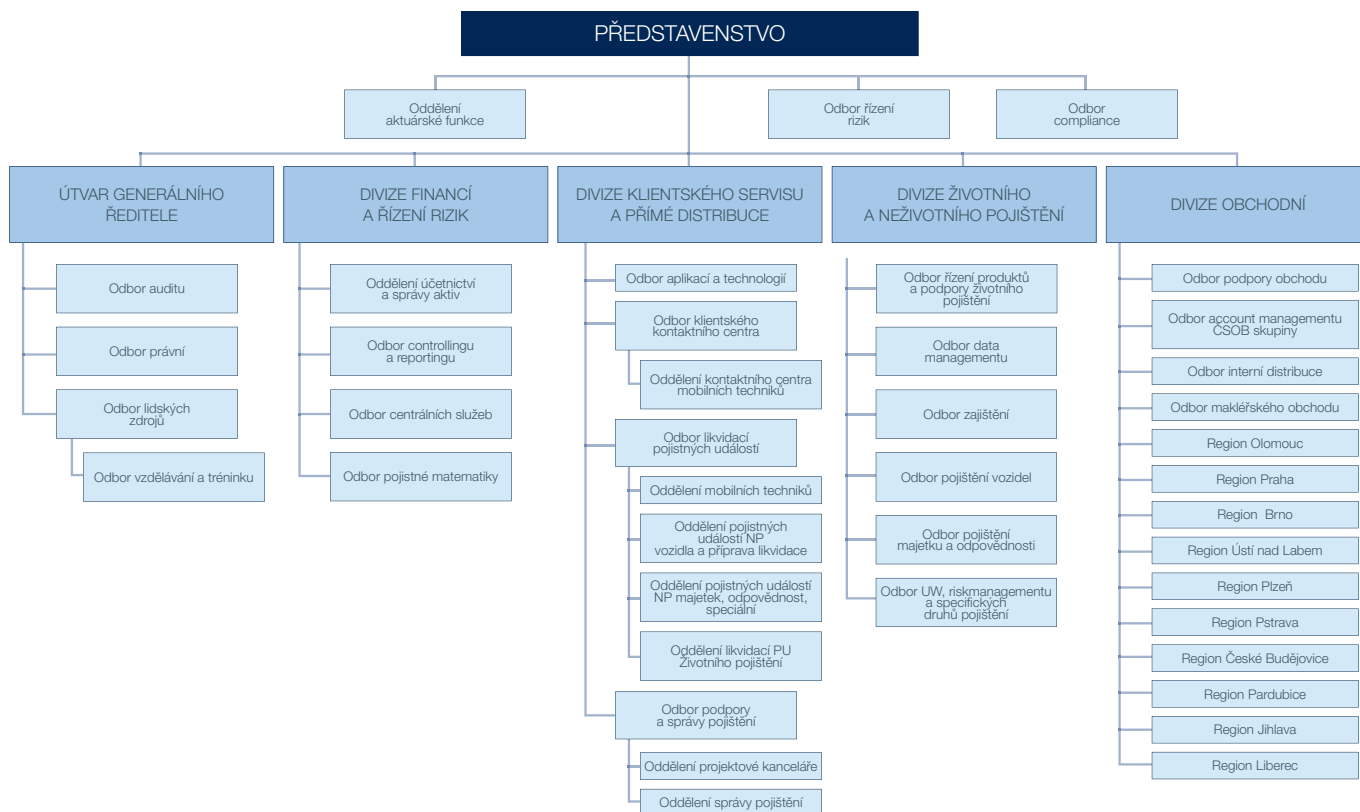 PŘEDSTAVENSTVO
Oddělení
aktuárské funkce
Odbor řízení
rizik
Odbor
compliance
ÚTVAR GENERÁLNÍHO
ŘEDITELE
DIVIZE FINANCÍ
A ŘÍZENÍ RIZIK
DIVIZE KLIENTSKÉHO SERVISU
A PŘÍMÉ DISTRIBUCE
DIVIZE ŽIVOTNÍHO
A NEŽIVOTNÍHO POJIŠTĚNÍ
DIVIZE OBCHODNÍ
Odbor auditu
Odbor právní
Odbor lidských
zdrojů
Odbor vzdělávání a tréninku
Oddělení účetnictví
a správy aktiv
Odbor controllingu
a reportingu
Odbor centrálních služeb
Odbor pojistné matematiky
Odbor aplikací a technologií
Odbor klientského
kontaktního centra
Oddělení kontaktního centra
mobilních techniků
Odbor likvidací
pojistných událostí
Oddělení mobilních techniků
Oddělení pojistných
událostí NP
vozidla a příprava likvidace
Oddělení pojistných událostí
NP majetek, odpovědnost,
speciální
Oddělení likvidací PU
Životního pojištění
Odbor podpory
a správy pojištění
Oddělení projektové kanceláře
Oddělení správy pojištění
Odbor řízení produktů
a podpory životního
pojištění
Odbor data
managementu
Odbor zajištění
Odbor pojištění vozidel
Odbor pojištění
majetku a odpovědnosti
Odbor UW, riskmanagementu
a specifických
druhů pojištění
Odbor podpory obchodu
Odbor account managementu
ČSOB skupiny
Odbor interní distribuce
Odbor makléřského obchodu
Region Olomouc
Region Praha
Region Brno
Region Ústí nad Labem
Region Plzeň
Region Pstrava
Region České Budějovice
Region Pardubice
Region Jihlava
Region Liberec